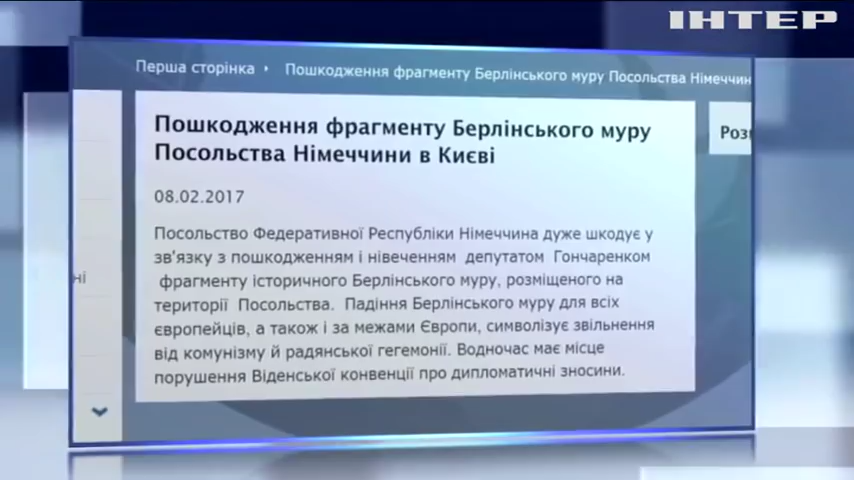 ІНТЕР
Перша сторінка
Пошкодження фрагменту Берлінського муру Посольства Німеччин
Пошкодження фрагменту Берлінського муру
Посольства Німеччини в Києві
08.02.2017
Посольство Федеративної Республіки Німеччина дуже шкодує у
зв'язку з пошкодженням і нівеченням депутатом Гончаренком
фрагменту історичного Берлінського муру, розміщеного на
території Посольства. Падіння Берлінського муру для всіх
європейців, а також і за межами Європи, символізує звільнення
від комунізму й радянської гегемонії. Водночас має місце
порушення Віденської конвенції про дипломатичні зносини.